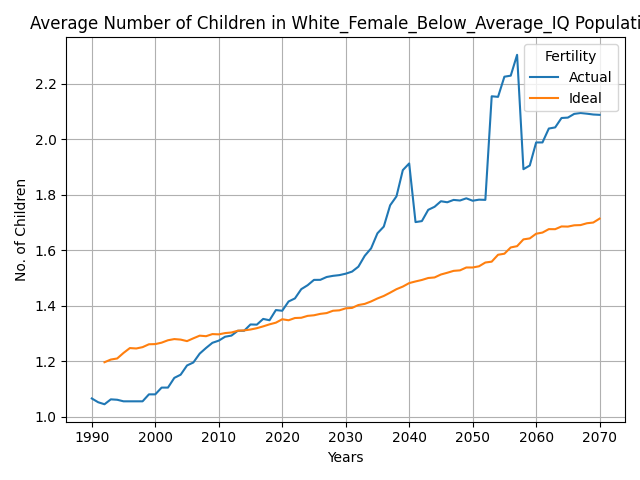 Average Number of Children in White_Female_Below_Average_IQ Populati
Fertility
Actual
Ideal
No. of Children
2.2
2.0
1.8
1.6
1.4
1.2
1.0
1990 2000 2010 2020 2030 2040 2050 2060 2070
Years